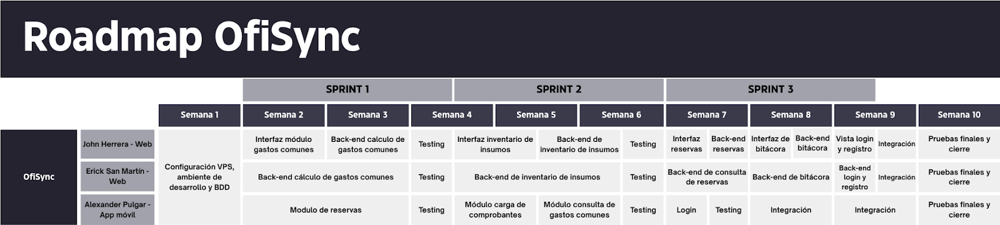 Roadmap OfiSync
SPRINT 1
SPRINT 2
SPRINT 3
Semana 1
Semana 2
Semana 3
Semana 4
Semana 5
Semana 6
Semana 7
Semana 8
Semana 9
Semana 10
OfiSync
Configuración VPS,
ambiente de
desarrollo y BDD
John Herrera - Web
Interfaz módulo
gastos comunes
Back-end calculo de
gastos comunes
Testing
Interfaz inventario de
insumos
Back-end de
inventario de insumos
Testing
Interfaz
reservas
Back-end
reservas
Interfaz de
bitácora
Back-end
bitácora
Vista login
y registro
Integración
Pruebas finales y
cierre
Erick San Martín -
Web
Back-end cálculo de gastos comunes
Testing
Back-end de inventario de insumos
Testing
Back-end de consulta
de reservas
Back-end de bitácora
Back-end
login y
registro
Integración
Pruebas finales y
cierre
Alexander Pulgar -
App móvil
Modulo de reservas
Testing
Módulo carga de
comprobantes
Módulo consulta de
gastos comunes
Testing
Login
Testing
Integración
Integración
Pruebas finales y
cierre